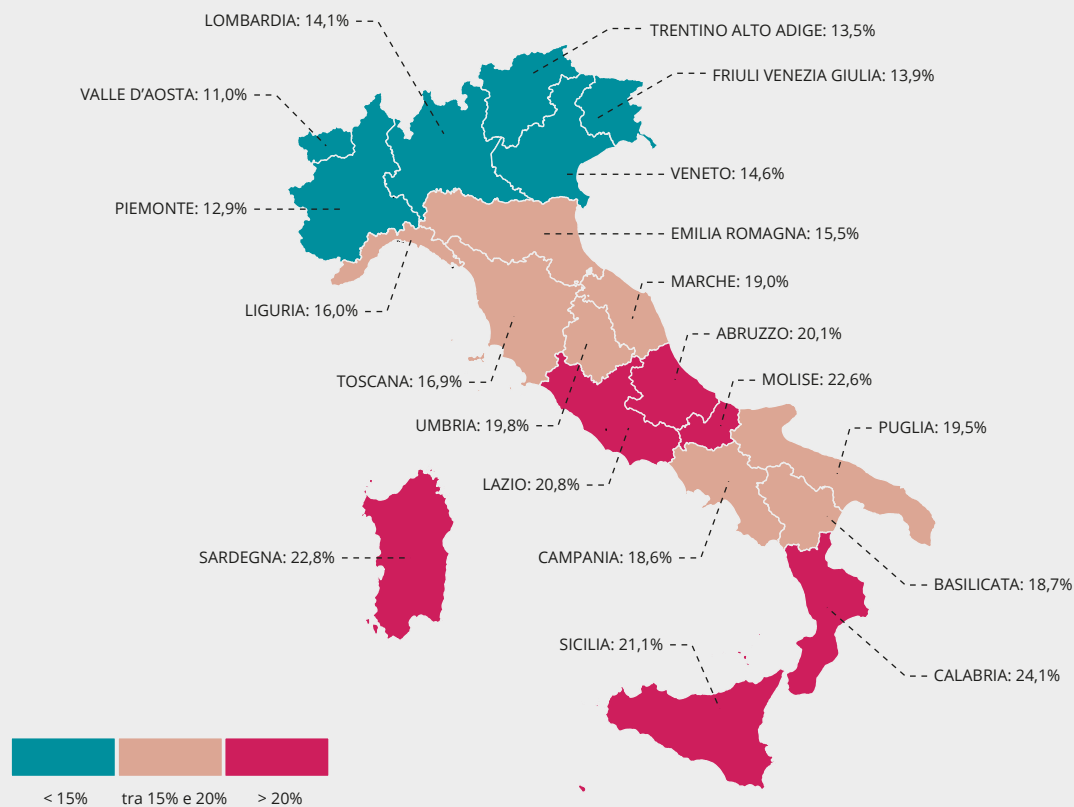 LOMBARDIA: 14,1%
TRENTINO ALTO ADIGE: 13,5%
FRIULI VENEZIA GIULIA: 13,9%
VALLE D’AOSTA: 11,0%
VENETO: 14,6%
PIEMONTE: 12,9%
EMILIA ROMAGNA: 15,5%
MARCHE: 19,0%
LIGURIA: 16,0%
ABRUZZO: 20,1%
TOSCANA: 16,9%
MOLISE: 22,6%
UMBRIA: 19,8%
PUGLIA: 19,5%
LAZIO: 20,8%
SARDEGNA: 22,8%
CAMPANIA: 18,6%
BASILICATA: 18,7%
SICILIA: 21,1%
CALABRIA: 24,1%
< 15%
tra 15% e 20%
> 20%